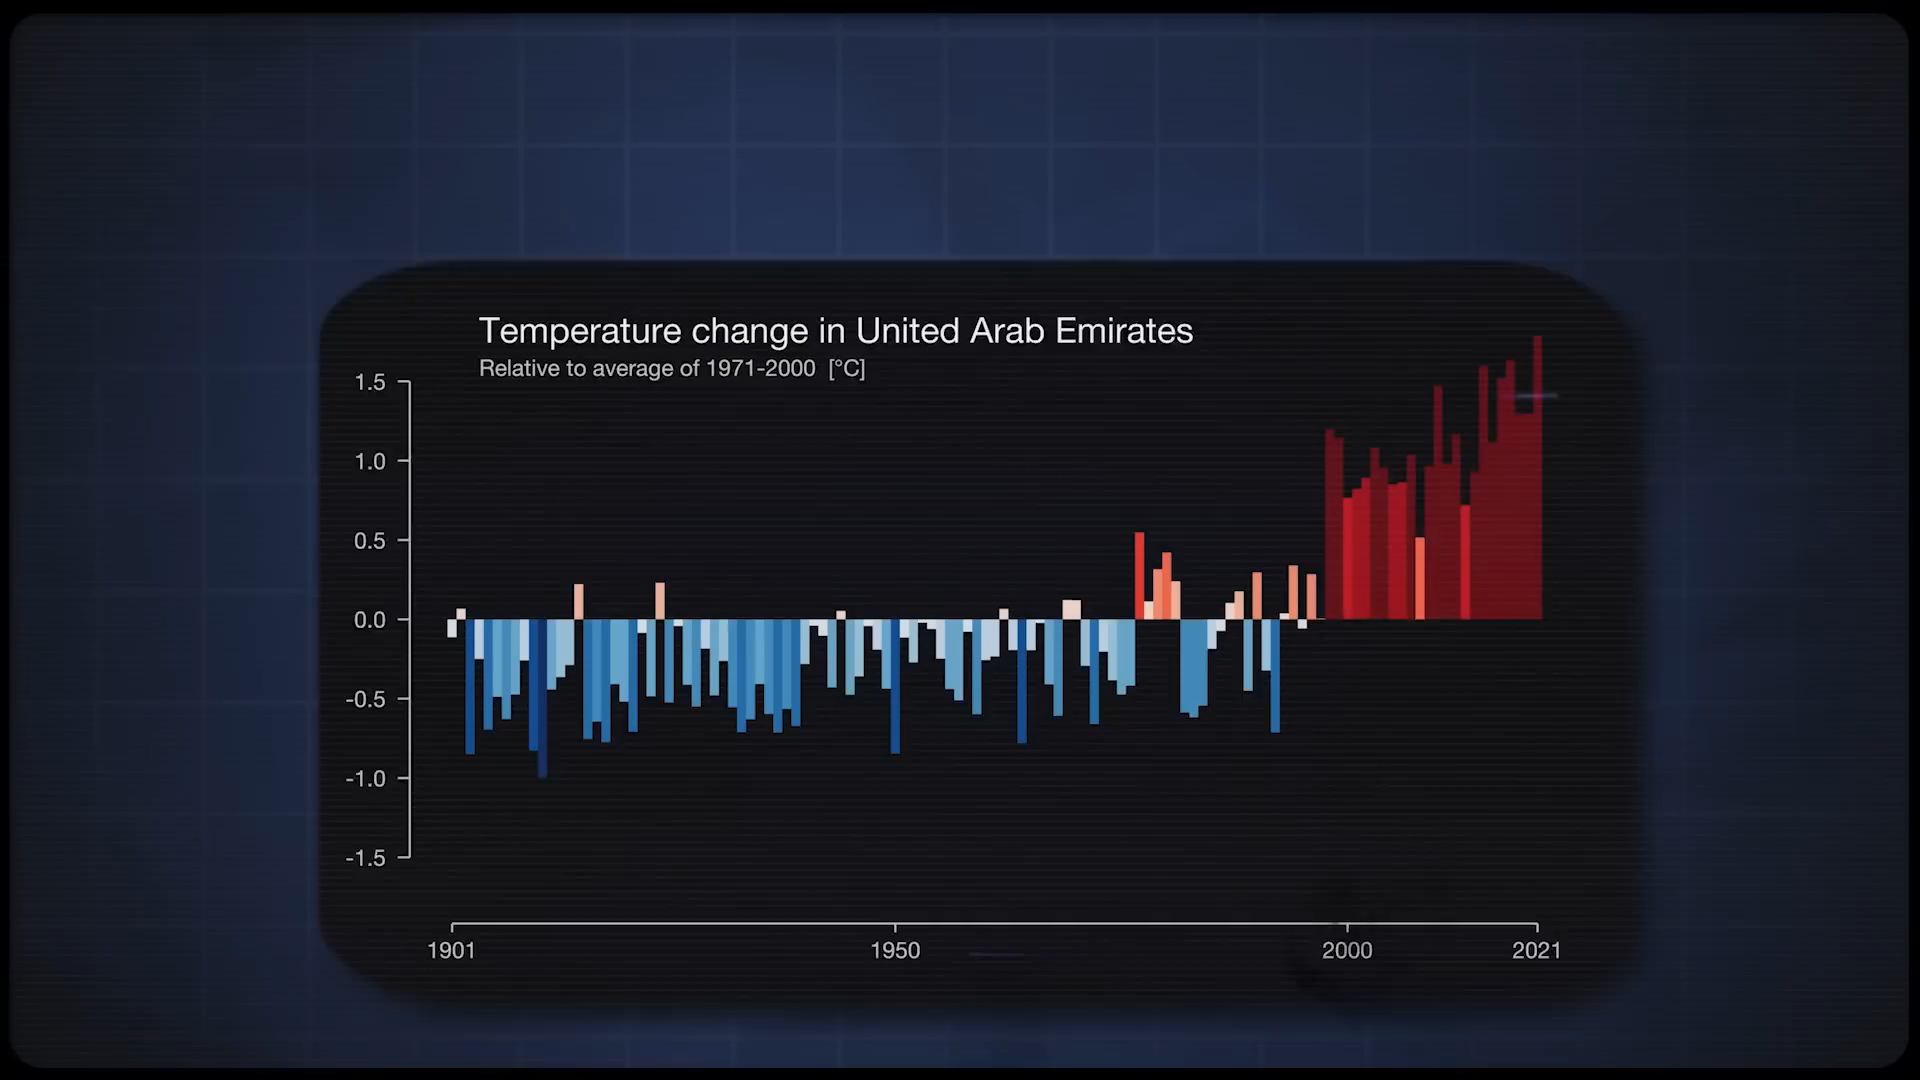 Temperature change in United Arab Emirates
Relative to average of 1971-2000 [°C]
1.5
1.0
0.5
0.0
-0.5
-1.0
-1.5
1901 1950 2000 2021